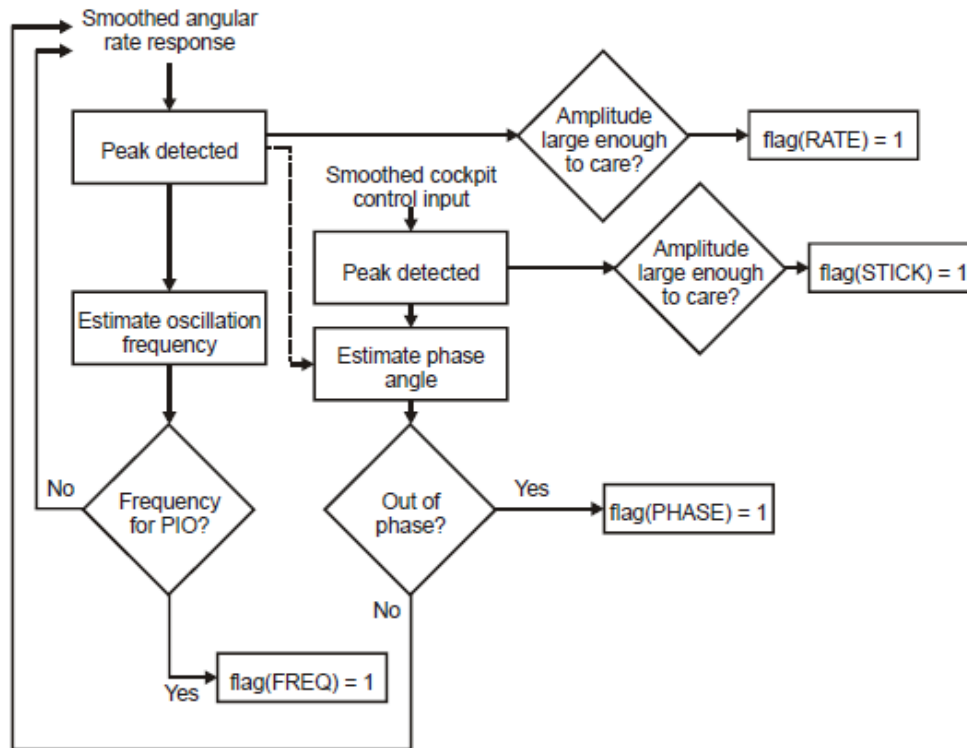 Smoothed angular
rate response
Peak detected
Amplitude
large enough
to care?
flag(RATE) = 1
Smoothed cockpit
control input
Peak detected
Amplitude
large enough
to care?
flag(STICK) = 1
Estimate oscillation
frequency
Estimate phase
angle
No
Frequency
for PIO?
Out of
phase?
Yes
flag(PHASE) = 1
No
Yes
flag(FREQ) = 1